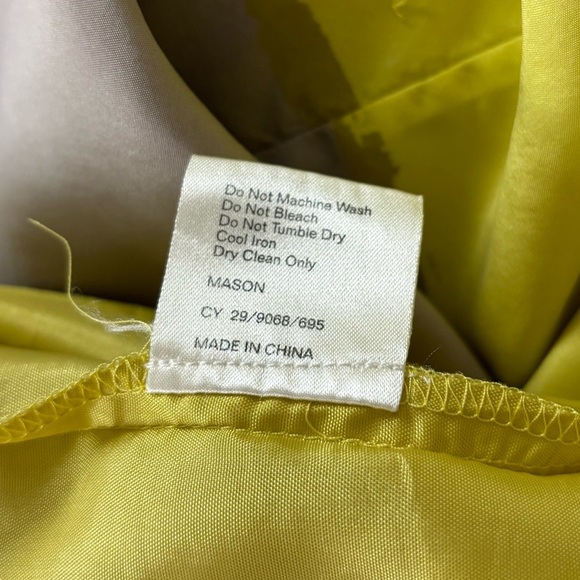 Do Not Machine Wash
Do Not Bleach
Do Not Tumble Dry
Cool Iron
Dry Clean Only
MASON
CY 29/9068/695
MADE IN CHINA